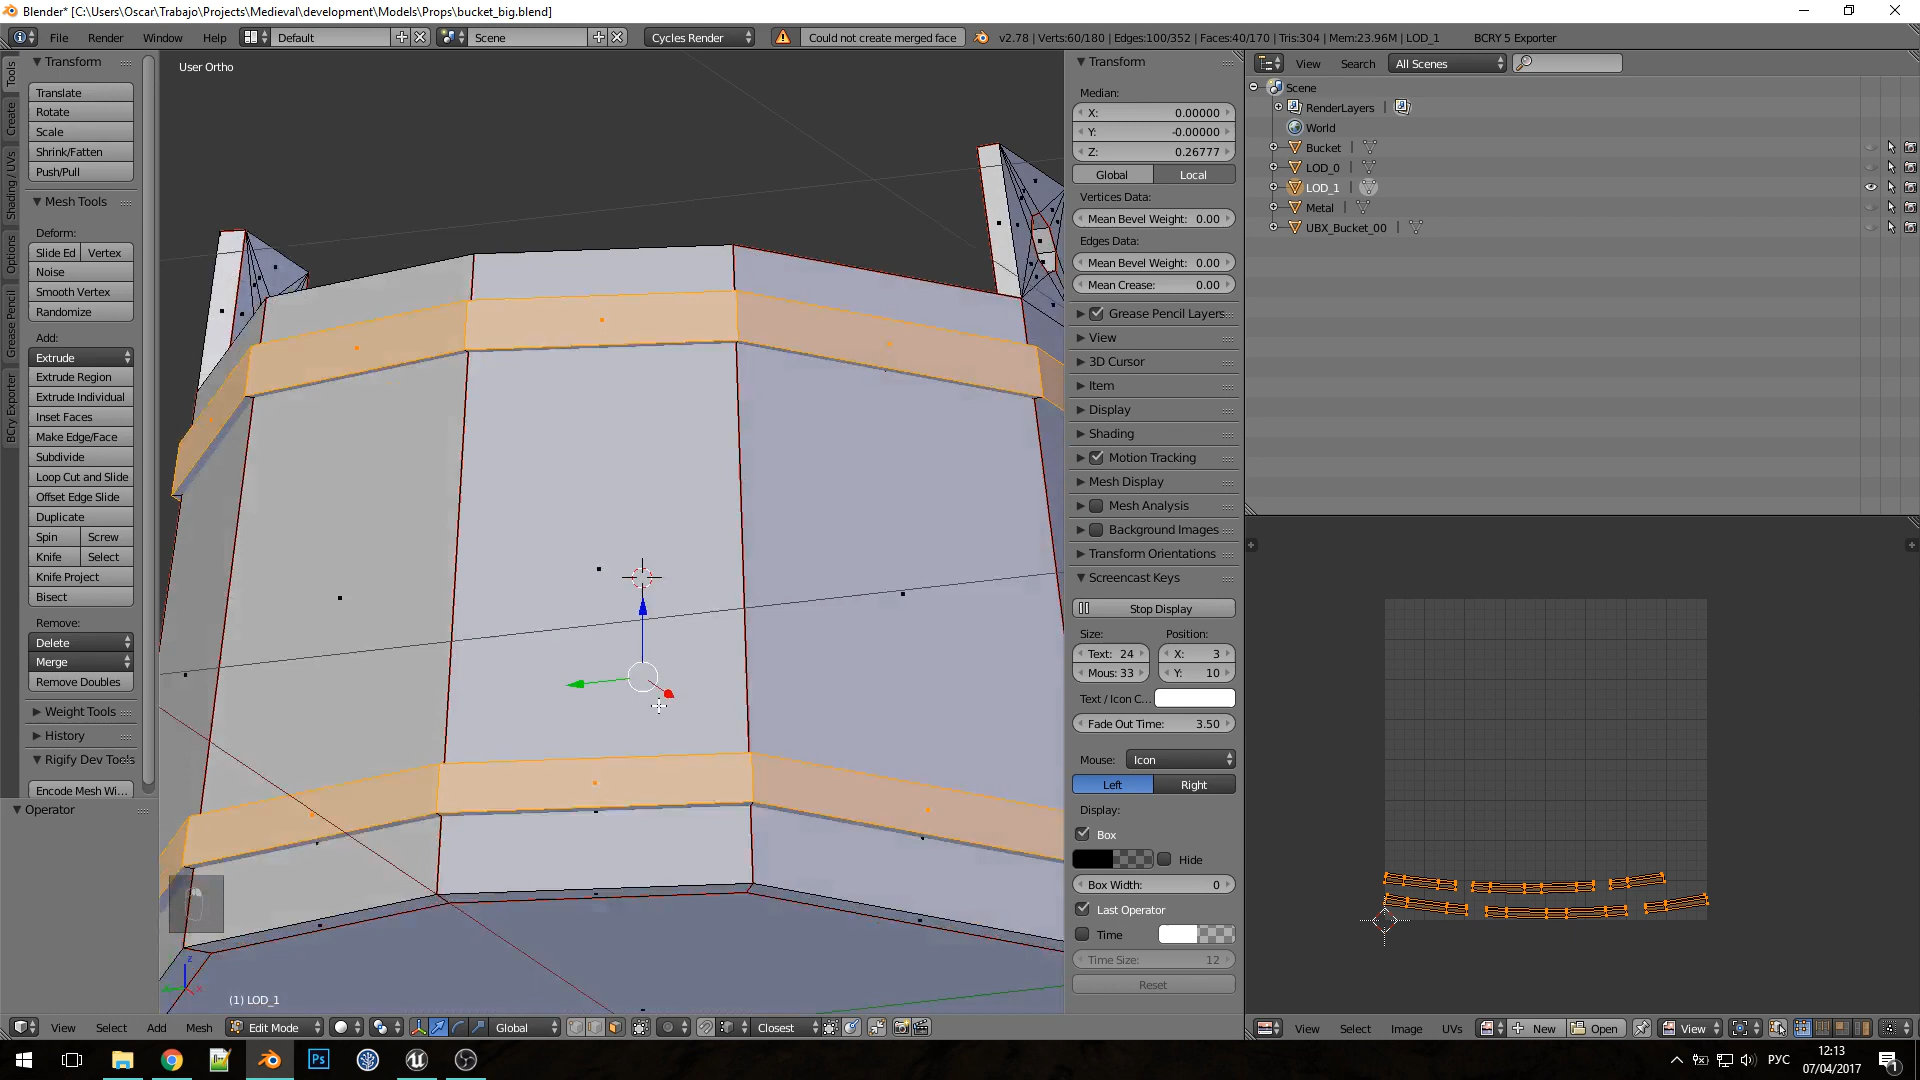 Blender* [C:\Users\Oscar\Trabajo\Projects\Medieval\development\Models\Props\bucket_big.blend]
File Render Window Help Default Scene Cycles Render Could not create merged face v2.78 | Verts:60/180 | Edges:100/352 | Faces:40/170 | Tris:304 | Mem:23.96M | LOD_1 BCRY 5 Exporter
Tools
Create
Shading / UVs
Options
Grease Pencil
BCry Exporter
Transform
Translate
Rotate
Scale
Shrink/Fatten
Push/Pull
Mesh Tools
Deform:
Slide Ed Vertex
Noise
Smooth Vertex
Randomize
Add:
Extrude
Extrude Region
Extrude Individual
Inset Faces
Make Edge/Face
Subdivide
Loop Cut and Slide
Offset Edge Slide
Duplicate
Spin Screw
Knife Select
Knife Project
Bisect
Remove:
Delete
Merge
Remove Doubles
Weight Tools
History
Rigify Dev Tools
Encode Mesh Wi...
Operator
User Ortho
z
x
(1) LOD_1
View Select Add Mesh Edit Mode Global Closest
Transform
Median:
X: 0.00000
Y: -0.00000
Z: 0.26777
Global Local
Vertices Data:
Mean Bevel Weight: 0.00
Edges Data:
Mean Bevel Weight: 0.00
Mean Crease: 0.00
Grease Pencil Layers
View
3D Cursor
Item
Display
Shading
Motion Tracking
Mesh Display
Mesh Analysis
Background Images
Transform Orientations
Screencast Keys
Stop Display
Size: Position:
Text: 24 X: 3
Mous: 33 Y: 10
Text / Icon C...
Fade Out Time: 3.50
Mouse: Icon
Left Right
Display:
Box
Hide
Box Width: 0
Last Operator
Time
Time Size: 12
Reset
View Search All Scenes
Scene
RenderLayers |
World
Bucket |
LOD_0 |
LOD_1 |
Metal |
UBX_Bucket_00 |
View Select Image UVs New Open View
Ps
РУС
12:13
07/04/2017
1